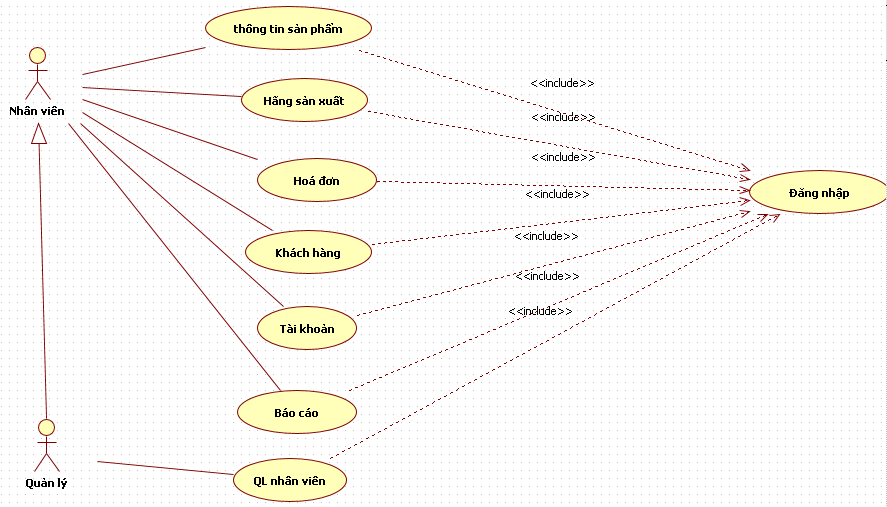 thông tin sản phẩm
<<include>>
Nhân viên
Hãng sản xuất
<<include>>
<<include>>
Hoá đơn
<<include>>
Đăng nhập
Khách hàng
<<include>>
<<include>>
Tài khoản
<<include>>
Báo cáo
Quản lý
QL nhân viên